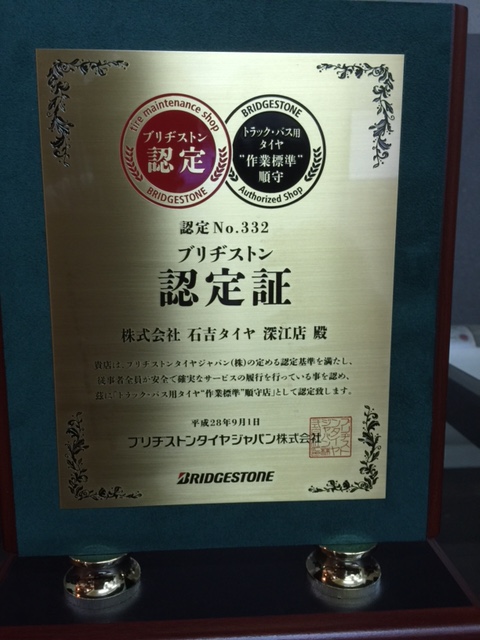 tire maintenance shop
ブリヂストン
認定
BRIDGESTONE
BRIDGESTONE
トラック・バス用
タイヤ
"作業標準"
順守
Authorized Shop
認定No.332
ブリヂストン
認定証
株式会社 石吉タイヤ 深江店 殿
貴店は、ブリヂストンタイヤジャパン(株)の定める認定基準を満たし、
従事者全員が安全で確実なサービスの履行を行っている事を認め、
茲に"トラック・バス用タイヤ"作業標準"順守店"として認定致します。
平成28年9月1日
ブリヂストンタイヤジャパン株式会社
BRIDGESTONE